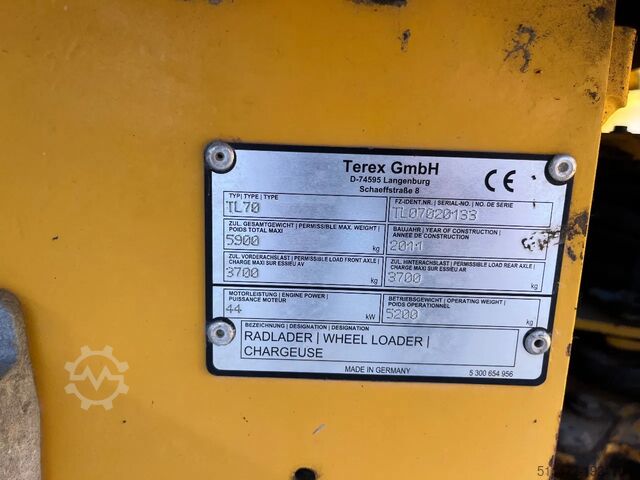 Terex GmbH
D-74595 Langenburg
Schaeffstraße 8
CE
TYP| TYPE | TYPE
TL70
FZ-IDENT.NR. | SERIAL-NO. | NO. DE SERIE
TL07020133
ZUL. GESAMTGEWICHT | PERMISSIBLE MAX. WEIGHT |
POIDS TOTAL MAXI
5900
kg
BAUJAHR | YEAR OF CONSTRUCTION |
ANNEE DE CONSTRUCTION
2011
ZUL. VORDERACHSLAST | PERMISSIBLE LOAD FRONT AXLE |
CHARGE MAXI SUR ESSIEU AV
3700
kg
ZUL. HINTERACHSLAST | PERMISSIBLE LOAD REAR AXLE |
CHARGE MAXI SUR ESSIEU AR
3700
kg
MOTORLEISTUNG | ENGINE POWER |
PUISSANCE MOTEUR
44
kW
BETRIEBSGEWICHT | OPERATING WEIGHT |
POIDS OPERATIONNEL
5200
kg
BEZEICHNUNG | DESIGNATION | DESIGNATION
RADLADER | WHEEL LOADER |
CHARGEUSE
MADE IN GERMANY
5 300 654 956